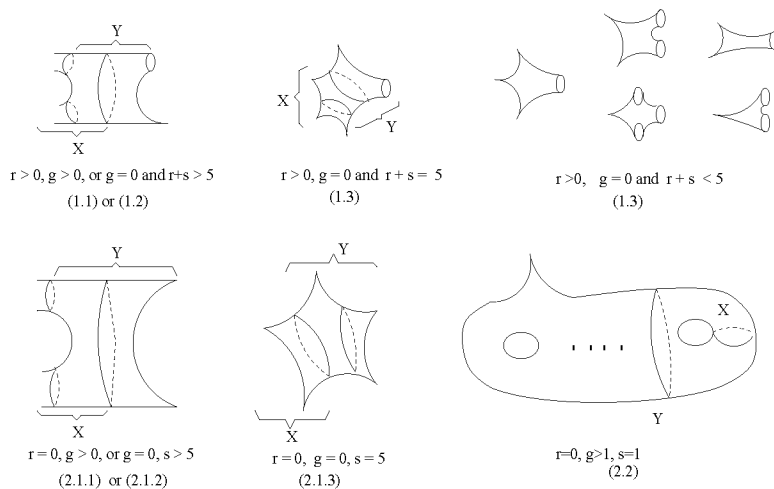 Y
X
r > 0, g > 0, or g = 0 and r+s > 5
(1.1) or (1.2)
X
Y
r > 0, g = 0 and r + s = 5
(1.3)
r >0, g = 0 and r + s < 5
(1.3)
Y
X
r = 0, g > 0, or g = 0, s > 5
(2.1.1) or (2.1.2)
Y
X
r = 0, g = 0, s = 5
(2.1.3)
X
Y
r=0, g>1, s=1
(2.2)